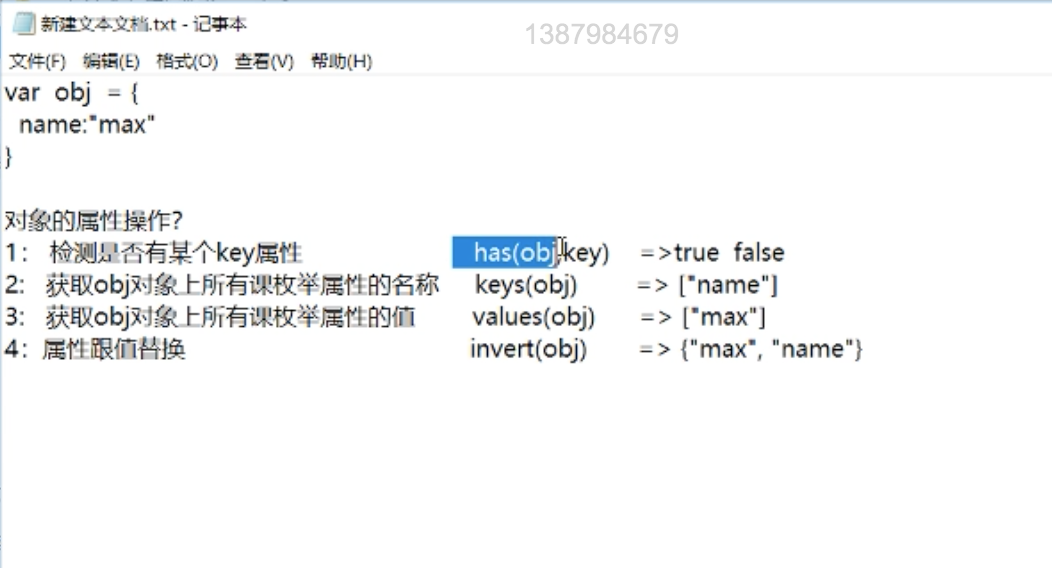 新建文本文档.txt - 记事本
1387984679
文件(F) 编辑(E) 格式(O) 查看(V) 帮助(H)
var obj = {
name:"max"
}
对象的属性操作?
1: 检测是否有某个key属性 has(obj,key) =>true false
2: 获取obj对象上所有课枚举属性的名称 keys(obj) => ["name"]
3: 获取obj对象上所有课枚举属性的值 values(obj) => ["max"]
4: 属性跟值替换 invert(obj) => {"max", "name"}